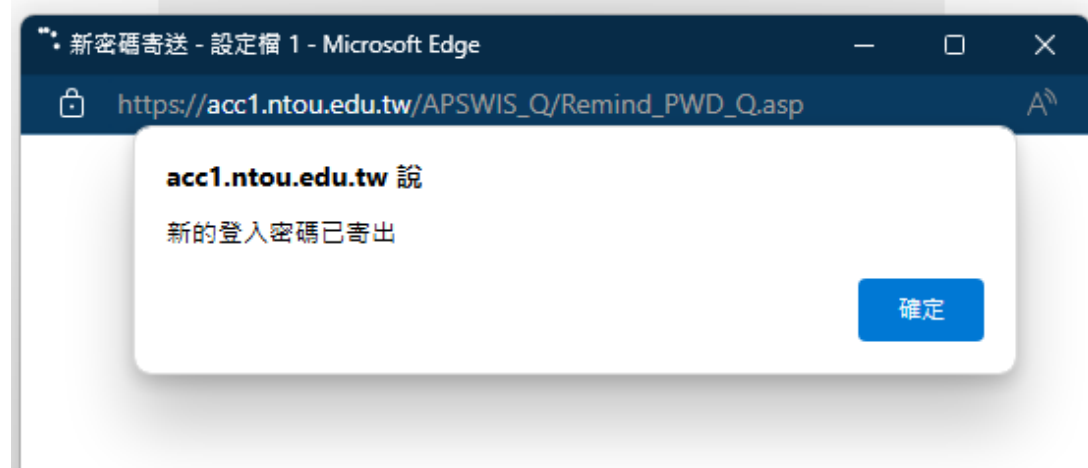 新密碼寄送 - 設定檔 1 - Microsoft Edge
https://acc1.ntou.edu.tw/APSWIS_Q/Remind_PWD_Q.asp
acc1.ntou.edu.tw 說
新的登入密碼已寄出
確定